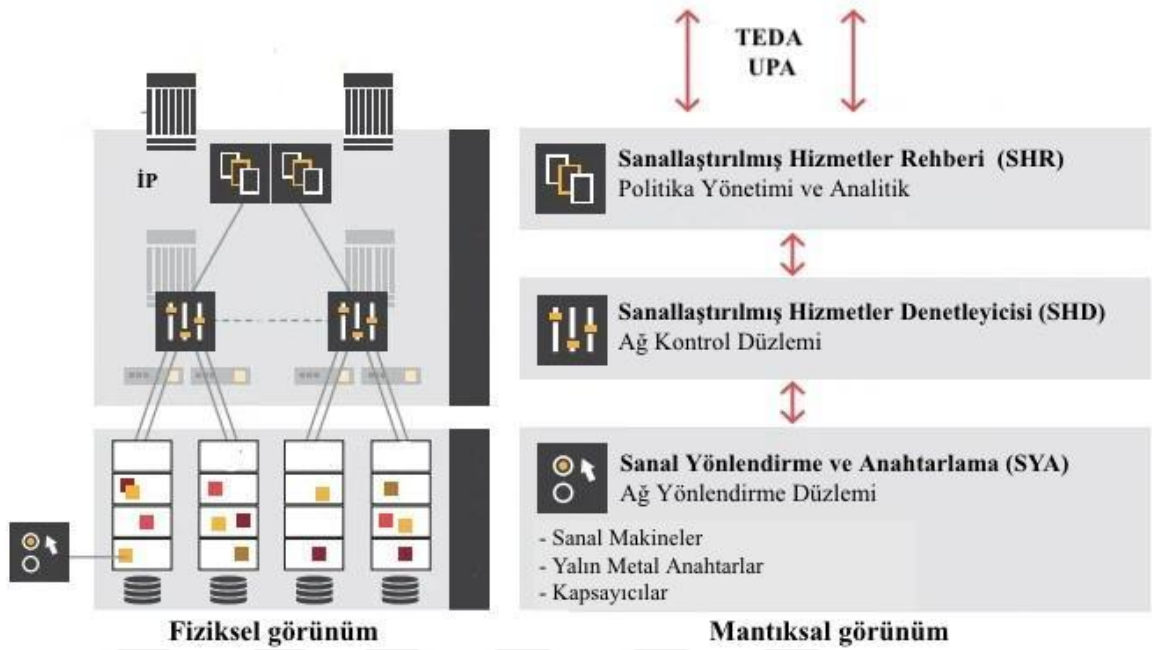 TEDA
UPA
İP
Sanallaştırılmış Hizmetler Rehberi (SHR)
Politika Yönetimi ve Analitik
Sanallaştırılmış Hizmetler Denetleyicisi (SHD)
Ağ Kontrol Düzlemi
Sanal Yönlendirme ve Anahtarlama (SYA)
Ağ Yönlendirme Düzlemi
- Sanal Makineler
- Yalın Metal Anahtarlar
- Kapsayıcılar
Fiziksel görünüm
Mantıksal görünüm